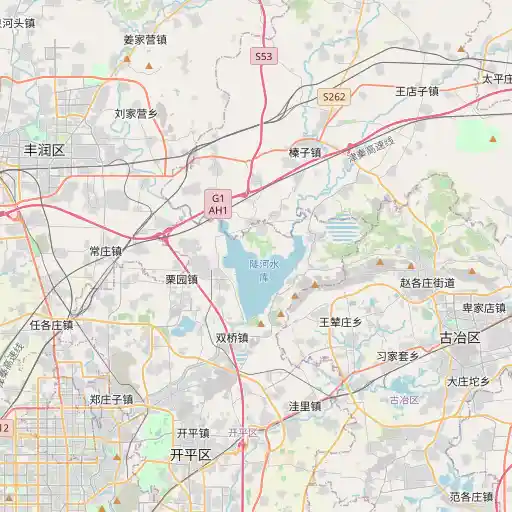 姜家营镇
S53
太平庄
王店子镇
S262
刘家营乡
丰润区
榛子镇
津秦高速线
G1
AH1
常庄镇
陡河水
库
栗园镇
赵各庄街道
卑家店镇
任各庄镇
王辇庄乡
双桥镇
古冶区
习家套乡
大庄坨乡
郑庄子镇
古冶区
洼里镇
开平镇
开平区
开平区
范各庄镇